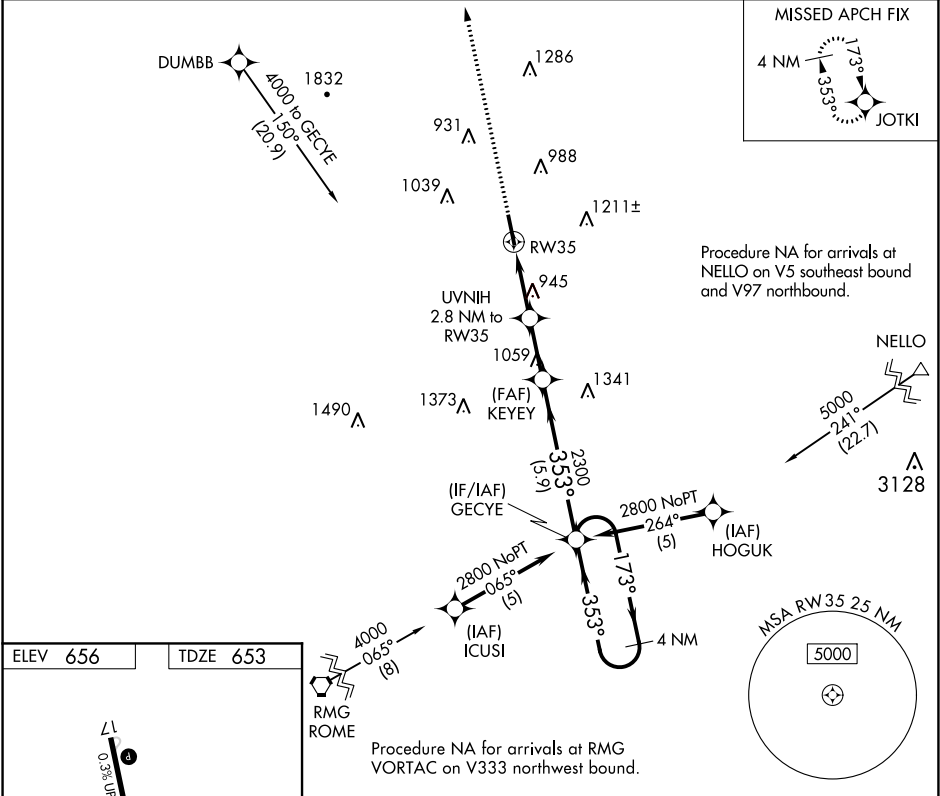 MISSED APCH FIX
4 NM
173°
353°
JOTKI
DUMBB
1832
4000 to GECYE
150°
(20.9)
1286
931
988
1039
1211±
RW35
945
UVNIH
2.8 NM to
RW35
Procedure NA for arrivals at
NELLO on V5 southeast bound
and V97 northbound.
NELLO
1059
(FAF)
KEYEY
1341
1490
1373
5000
241°
(22.7)
3128
2300
353°
(5.9)
(IF/IAF)
GECYE
2800 NoPT
264°
(5)
(IAF)
HOGUK
2800 NoPT
065°
(5)
(IAF)
ICUSI
173°
353°
4 NM
4000
065°
(8)
RMG
ROME
MSA RW35 25 NM
5000
ELEV 656
TDZE 653
17
P
0.3% UP
Procedure NA for arrivals at RMG
VORTAC on V333 northwest bound.